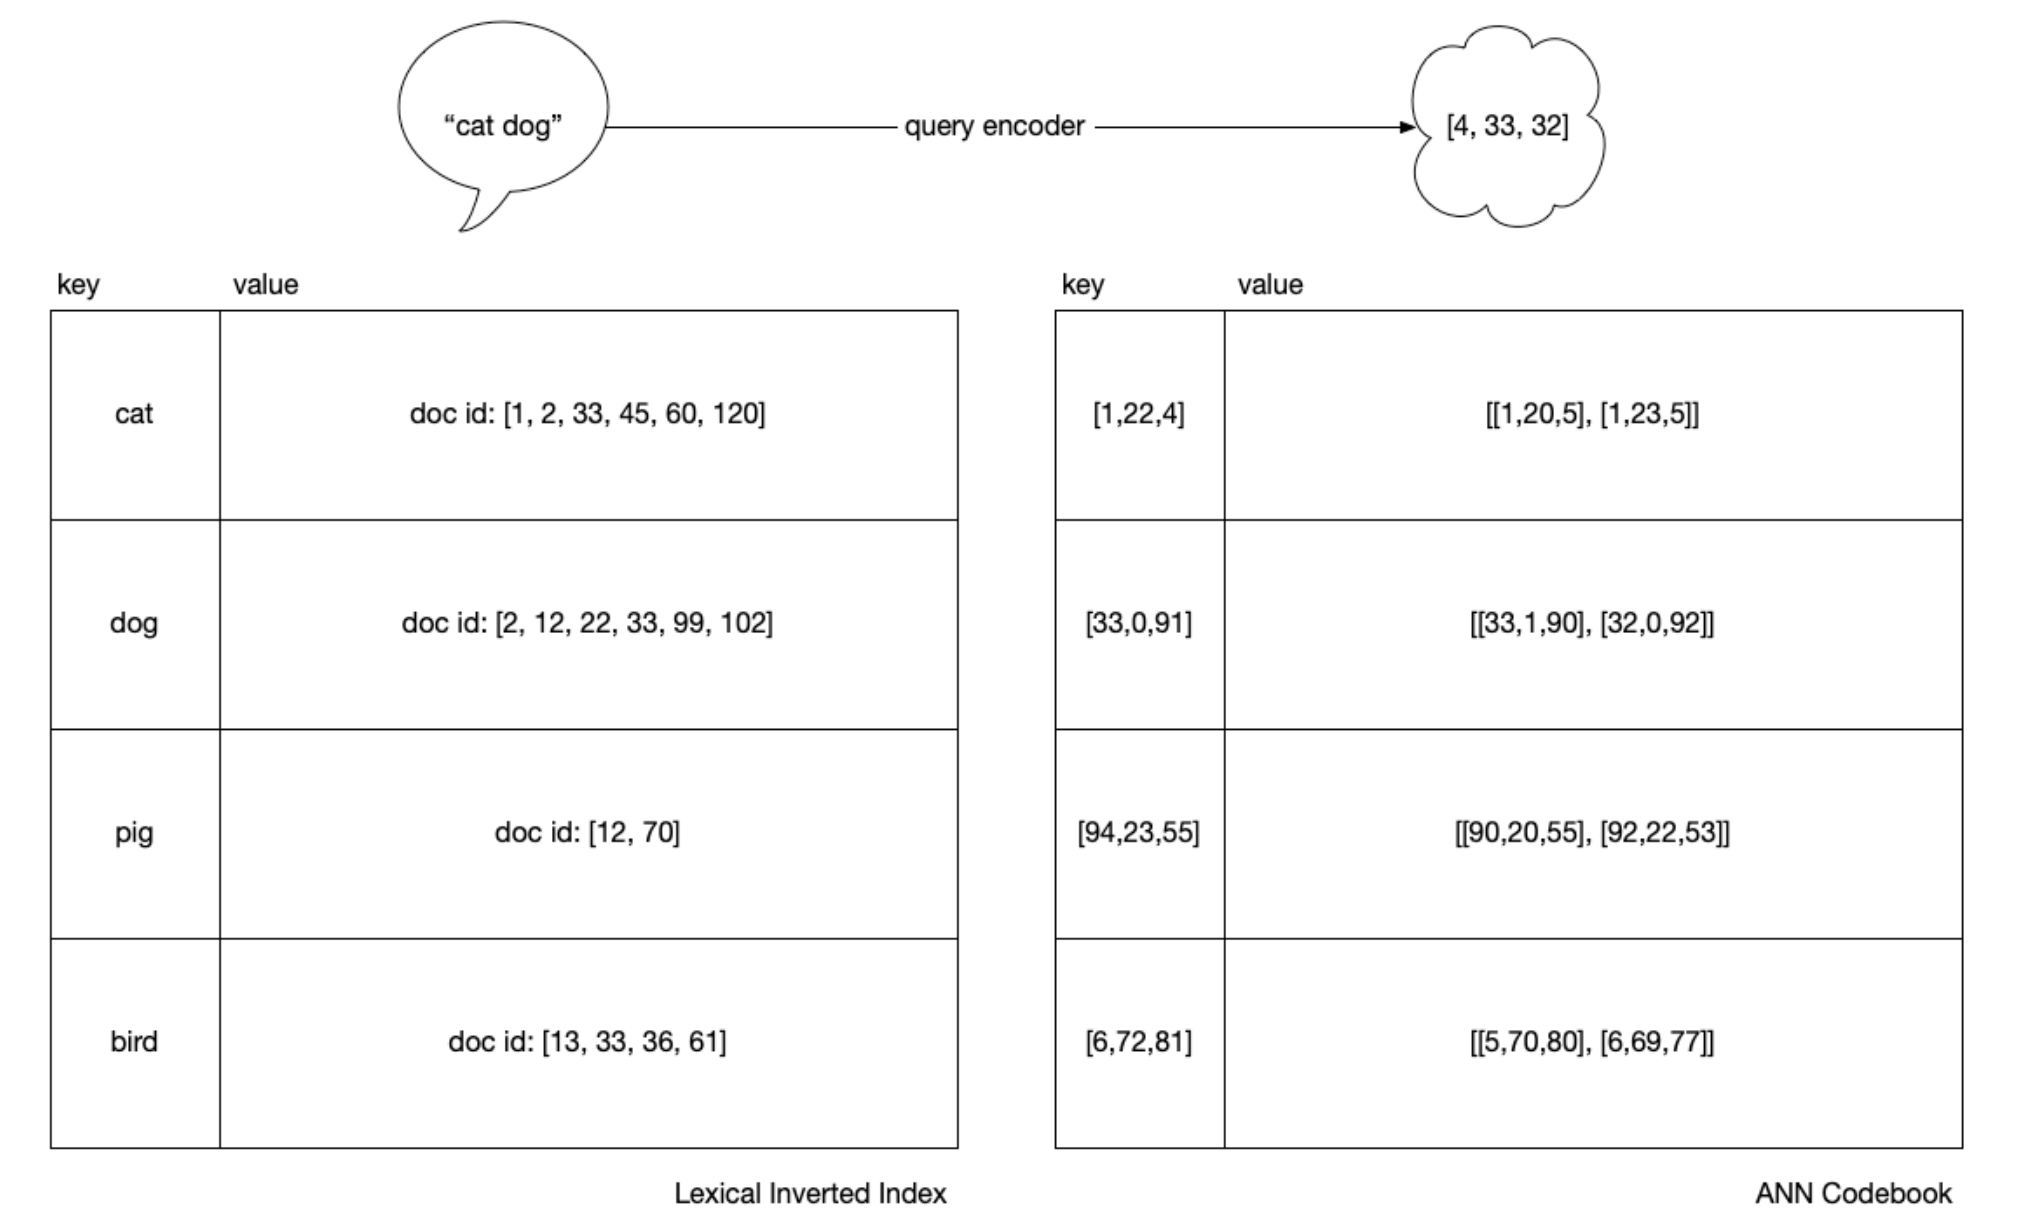 “cat dog”
query encoder
[4, 33, 32]
key value
cat doc id: [1, 2, 33, 45, 60, 120]
dog doc id: [2, 12, 22, 33, 99, 102]
pig doc id: [12, 70]
bird doc id: [13, 33, 36, 61]
Lexical Inverted Index
key value
[1,22,4] [[1,20,5], [1,23,5]]
[33,0,91] [[33,1,90], [32,0,92]]
[94,23,55] [[90,20,55], [92,22,53]]
[6,72,81] [[5,70,80], [6,69,77]]
ANN Codebook